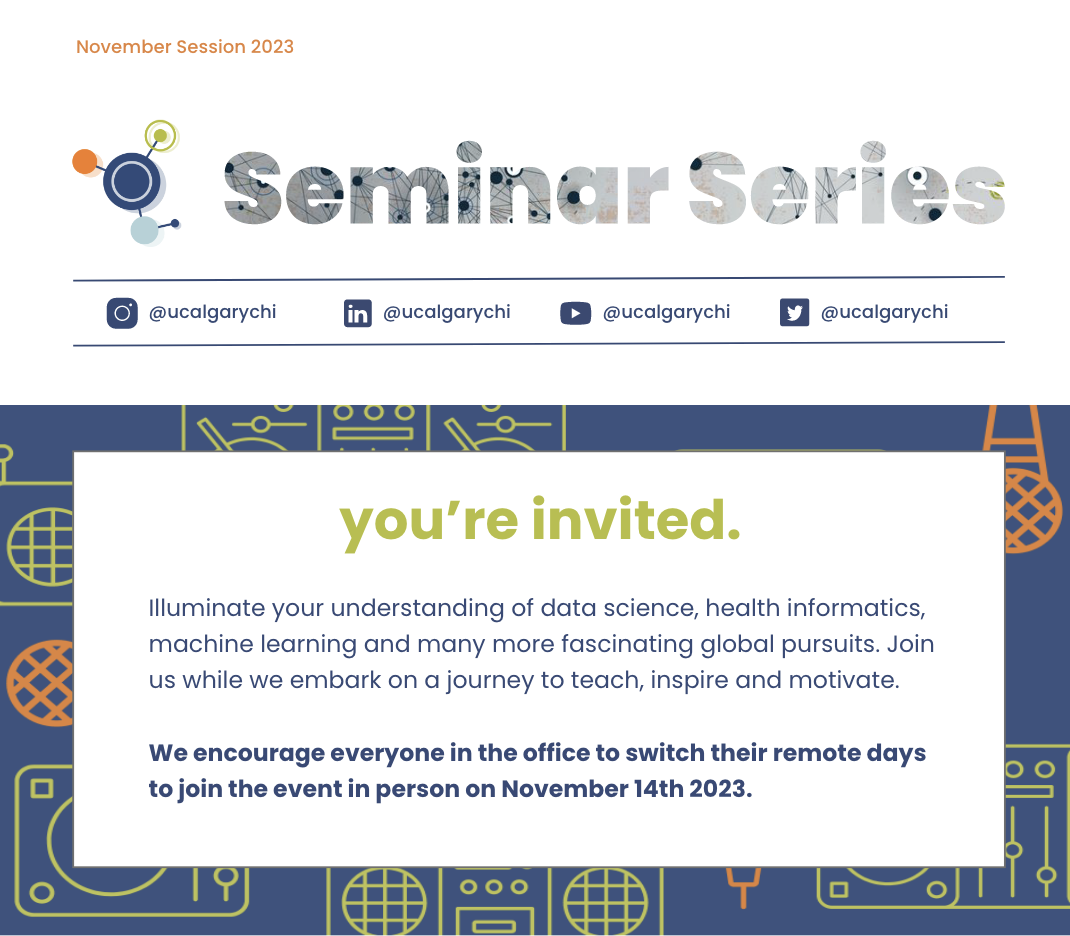 November Session 2023
Seminar Series
@ucalgarychi @ucalgarychi @ucalgarychi @ucalgarychi
you’re invited.
Illuminate your understanding of data science, health informatics,
machine learning and many more fascinating global pursuits. Join
us while we embark on a journey to teach, inspire and motivate.
We encourage everyone in the office to switch their remote days
to join the event in person on November 14th 2023.